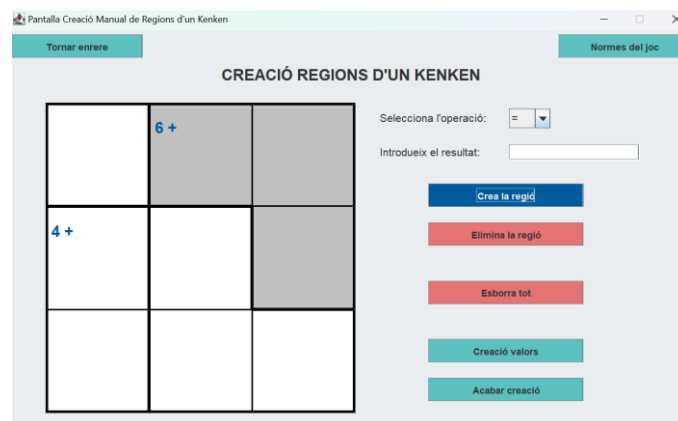 Pantalla Creació Manual de Regions d'un Kenken
Tornar enrere
Normes del joc
CREACIÓ REGIONS D'UN KENKEN
6 +
4 +
Selecciona l'operació: =
Introdueix el resultat:
Crea la regió
Elimina la regió
Esborra tot
Creació valors
Acabar creació